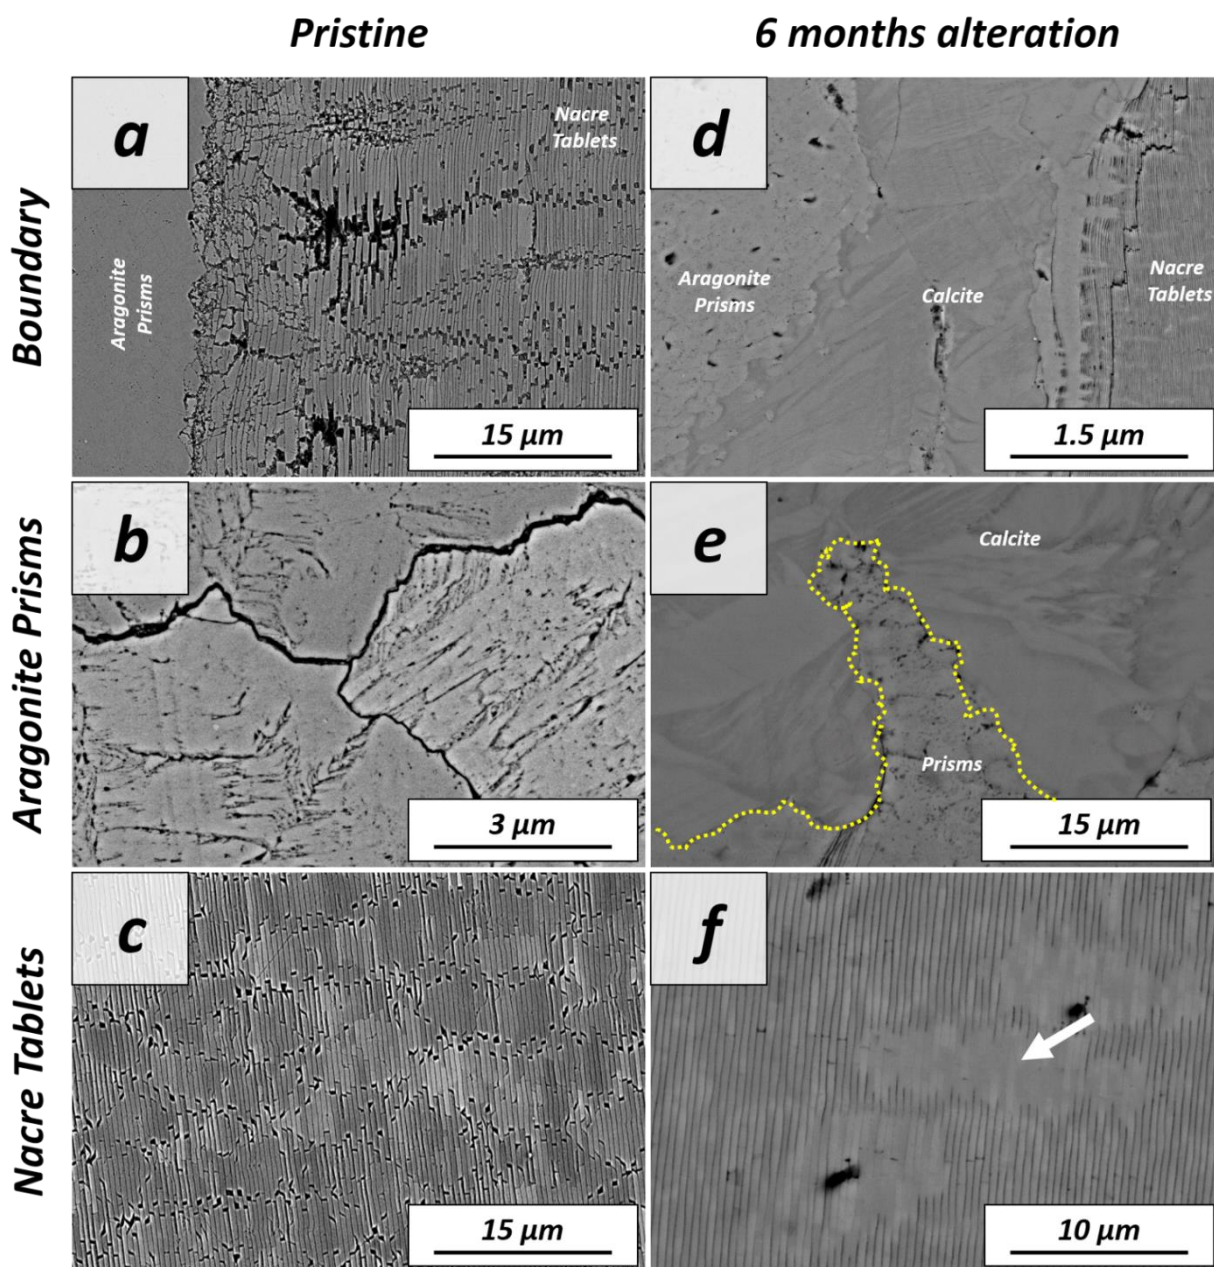 Pristine
6 months alteration
Boundary
a
Nacre
Tablets
Aragonite
Prisms
15 μm
d
Aragonite
Prisms
Calcite
Nacre
Tablets
1.5 μm
Aragonite Prisms
b
3 μm
e
Calcite
Prisms
15 μm
Nacre Tablets
c
15 μm
f
10 μm